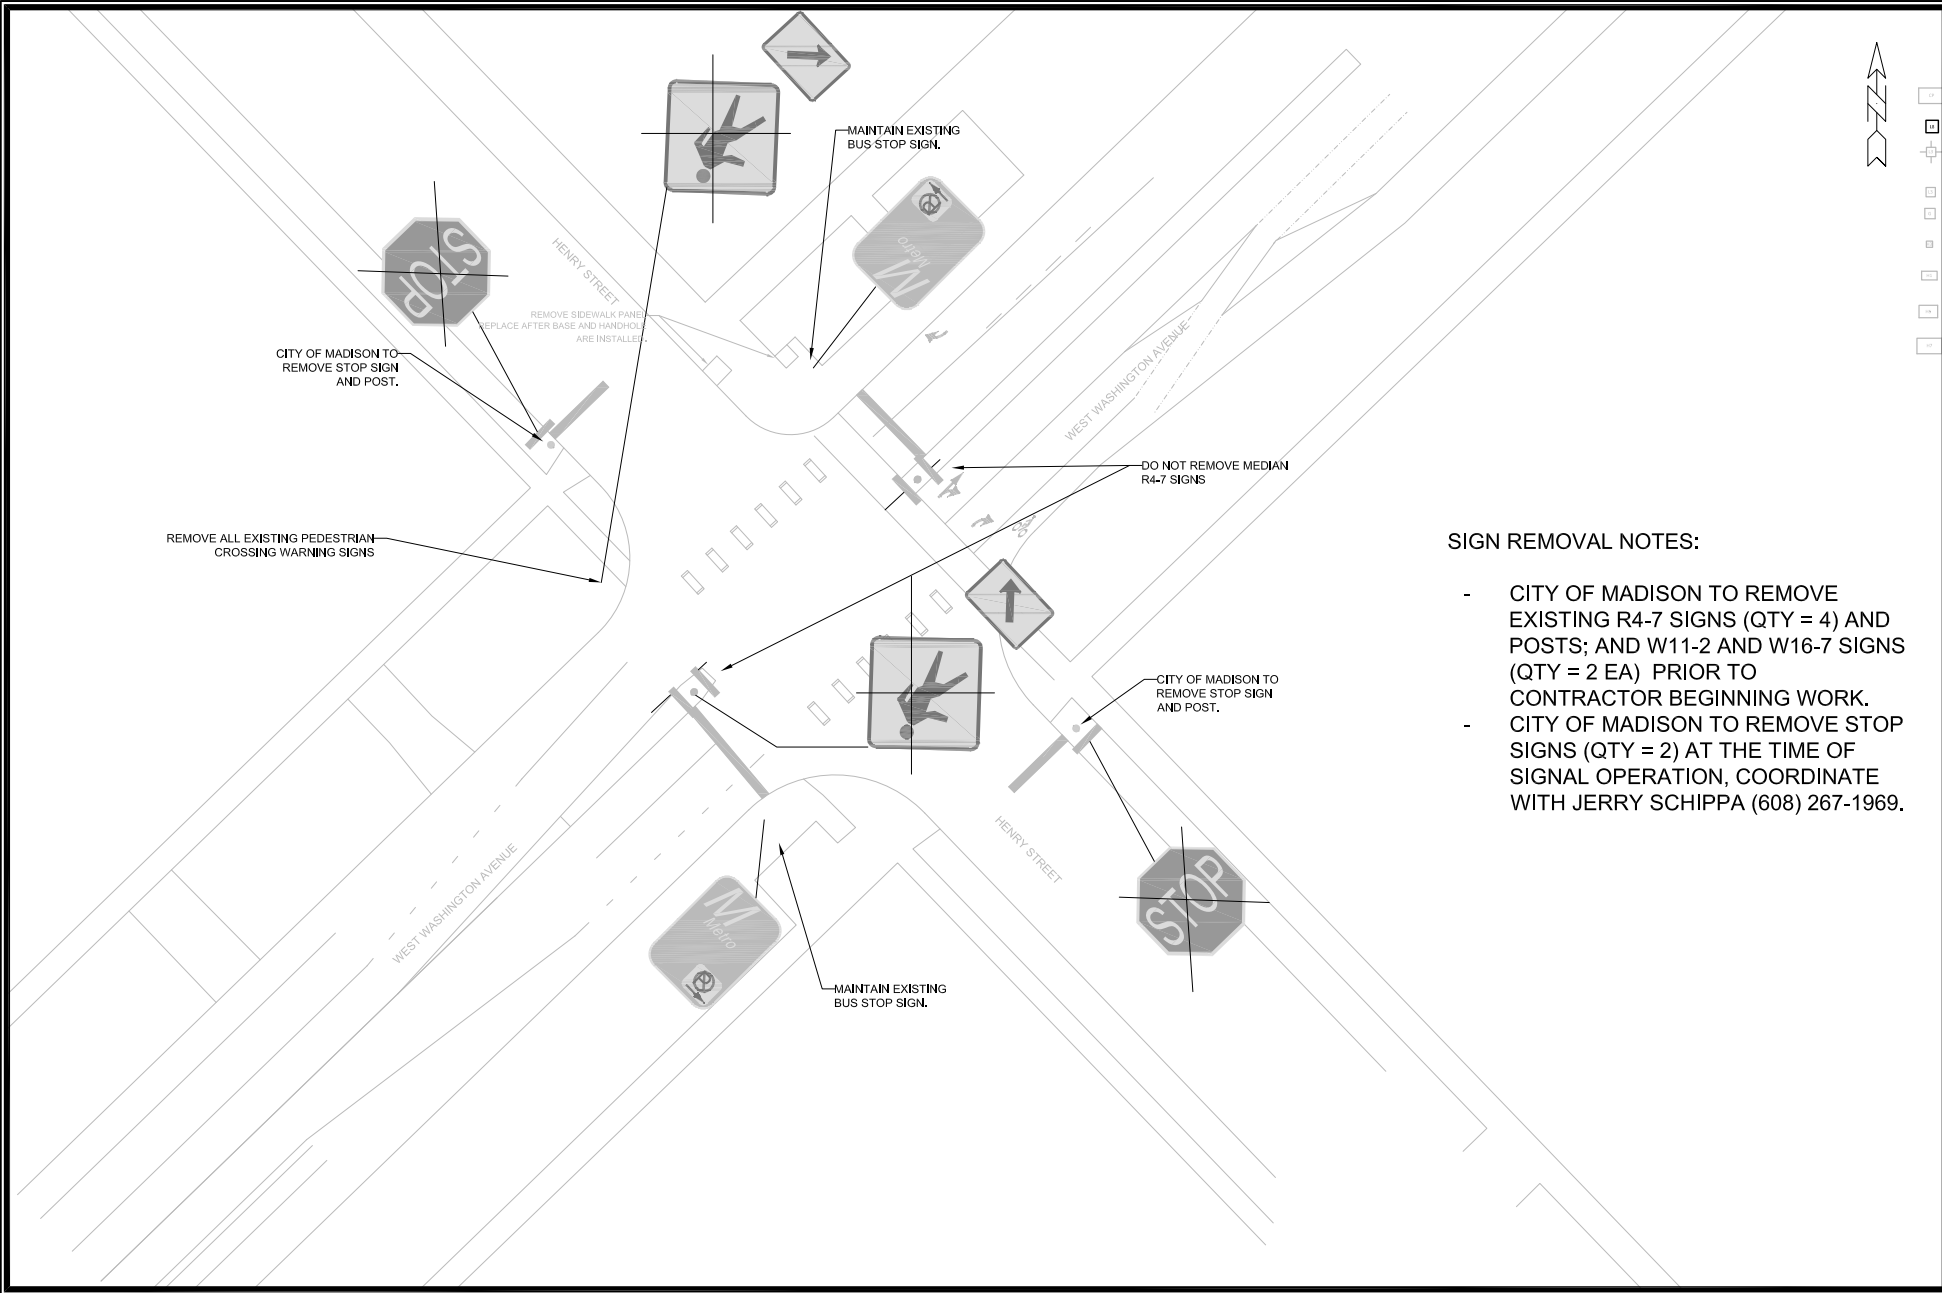 MAINTAIN EXISTING
BUS STOP SIGN.
STOP
Metro
M
HENRY STREET
REMOVE SIDEWALK PANEL
REPLACE AFTER BASE AND HANDHOLE
ARE INSTALLED.
CITY OF MADISON TO
REMOVE STOP SIGN
AND POST.
WEST WASHINGTON AVENUE
DO NOT REMOVE MEDIAN
R4-7 SIGNS
REMOVE ALL EXISTING PEDESTRIAN
CROSSING WARNING SIGNS
CITY OF MADISON TO
REMOVE STOP SIGN
AND POST.
HENRY STREET
WEST WASHINGTON AVENUE
STOP
M
Metro
MAINTAIN EXISTING
BUS STOP SIGN.
N
SIGN REMOVAL NOTES:
- CITY OF MADISON TO REMOVE
EXISTING R4-7 SIGNS (QTY = 4) AND
POSTS; AND W11-2 AND W16-7 SIGNS
(QTY = 2 EA) PRIOR TO
CONTRACTOR BEGINNING WORK.
- CITY OF MADISON TO REMOVE STOP
SIGNS (QTY = 2) AT THE TIME OF
SIGNAL OPERATION, COORDINATE
WITH JERRY SCHIPPA (608) 267-1969.